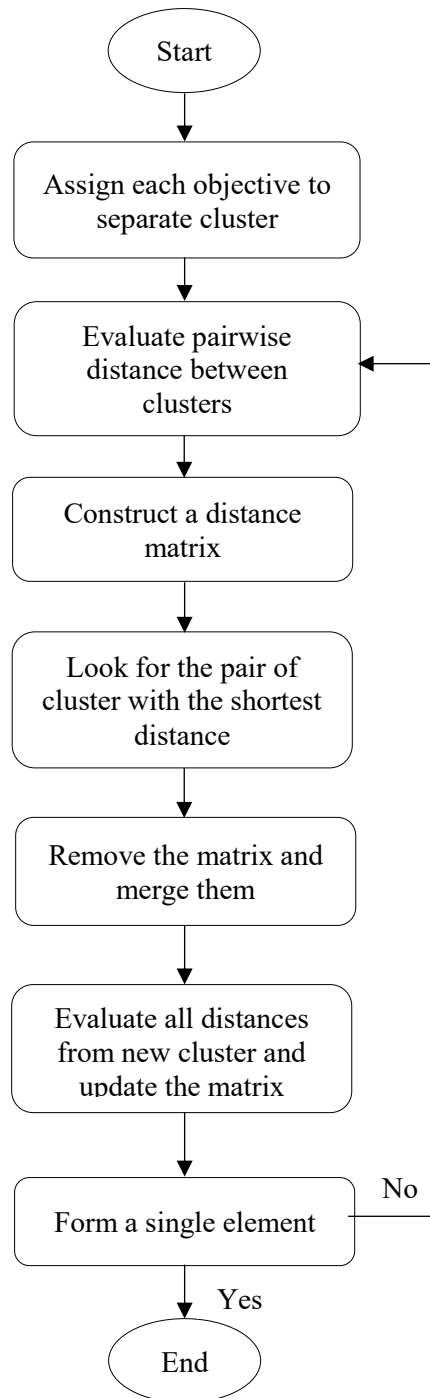 Start
Assign each objective to
separate cluster
Evaluate pairwise
distance between
clusters
Construct a distance
matrix
Look for the pair of
cluster with the shortest
distance
Remove the matrix and
merge them
Evaluate all distances
from new cluster and
update the matrix
No
Form a single element
Yes
End